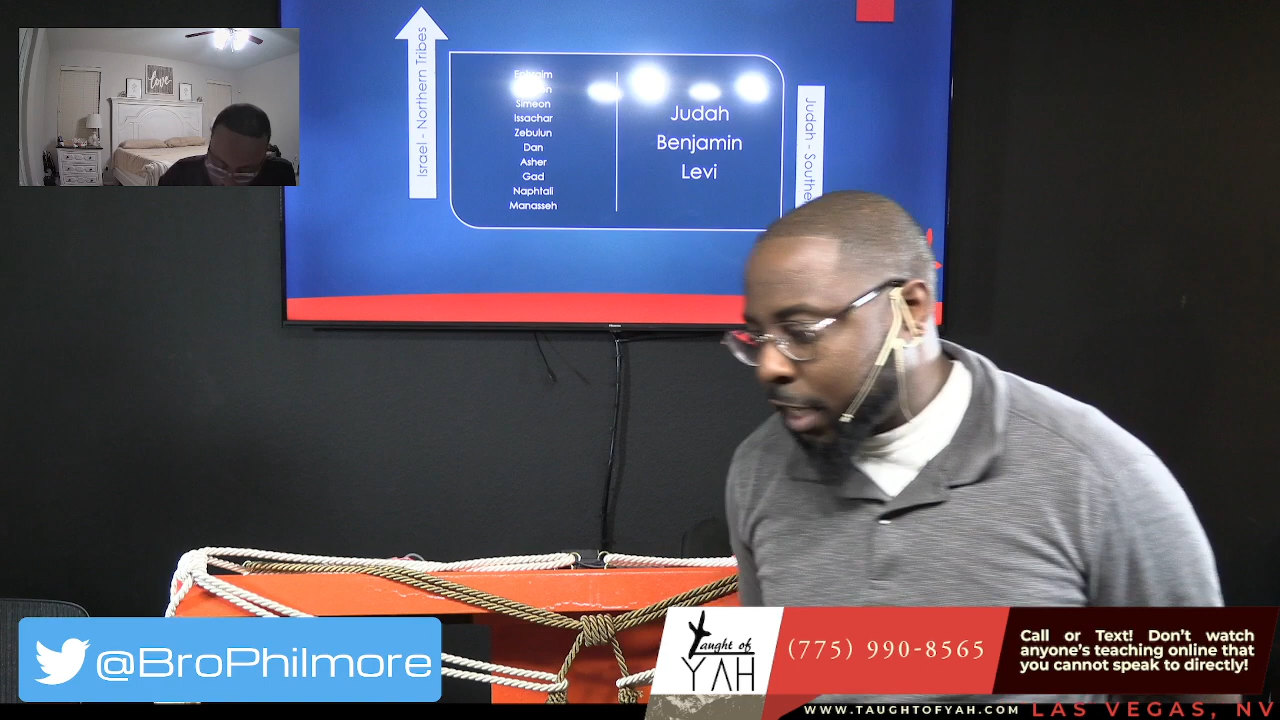 love
Israel - Northern Tribes
Ephraim
Simeon
Issachar
Zebulun
Dan
Asher
Gad
Naphtali
Manasseh
Judah
Benjamin
Levi
Judah -
@BroPhilmore
Taught of
YAH
(775) 990-8565
Call or Text! Don't watch
anyone's teaching online that
you cannot speak to directly!
WWW.TAUGHTOFYAH.COM
LAS VEGAS, NV